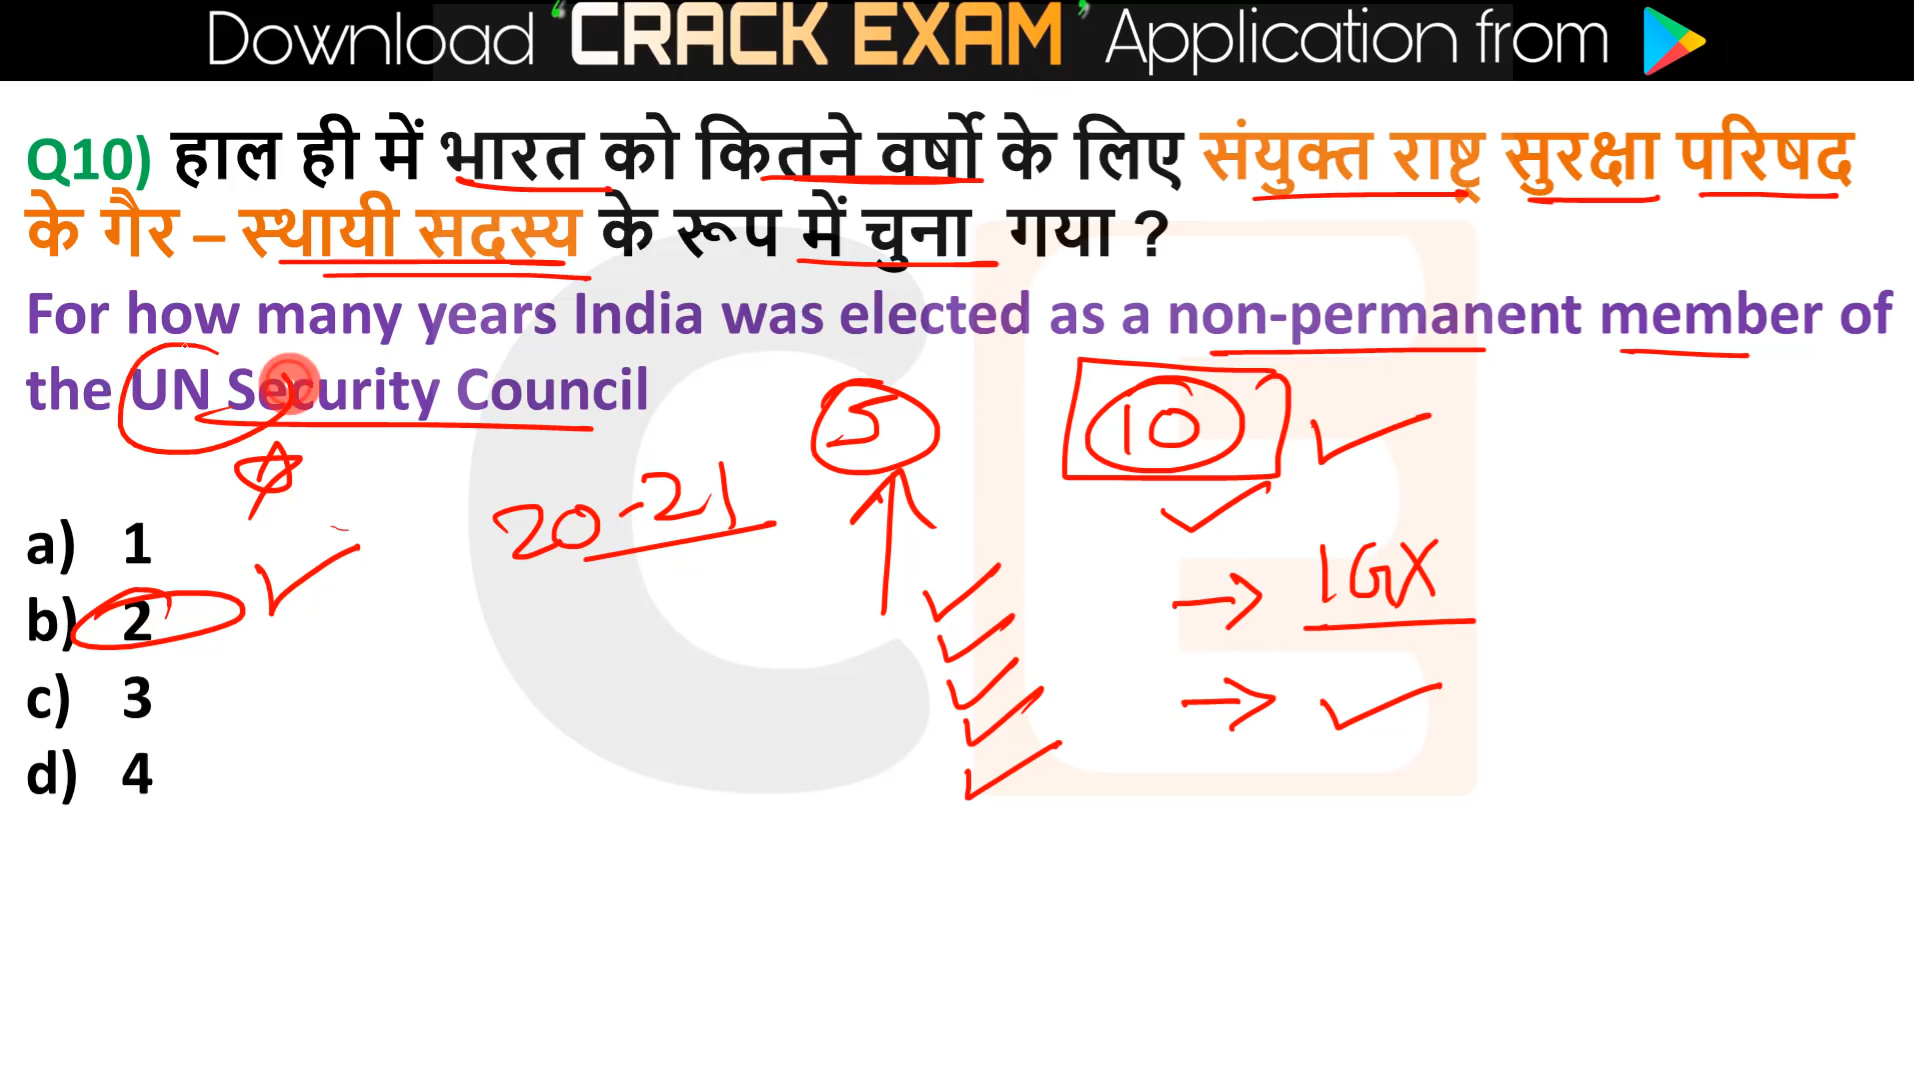 Download ‘CRACK EXAM’ Application from
Q10) हाल ही में भारत को कितने वर्षो के लिए संयुक्त राष्ट्र सुरक्षा परिषद
के गैर – स्थायी सदस्य के रूप में चुना गया ?
For how many years India was elected as a non-permanent member of
the UN Security Council
5
10
20-21
a) 1
IGX
b) 2
c) 3
d) 4